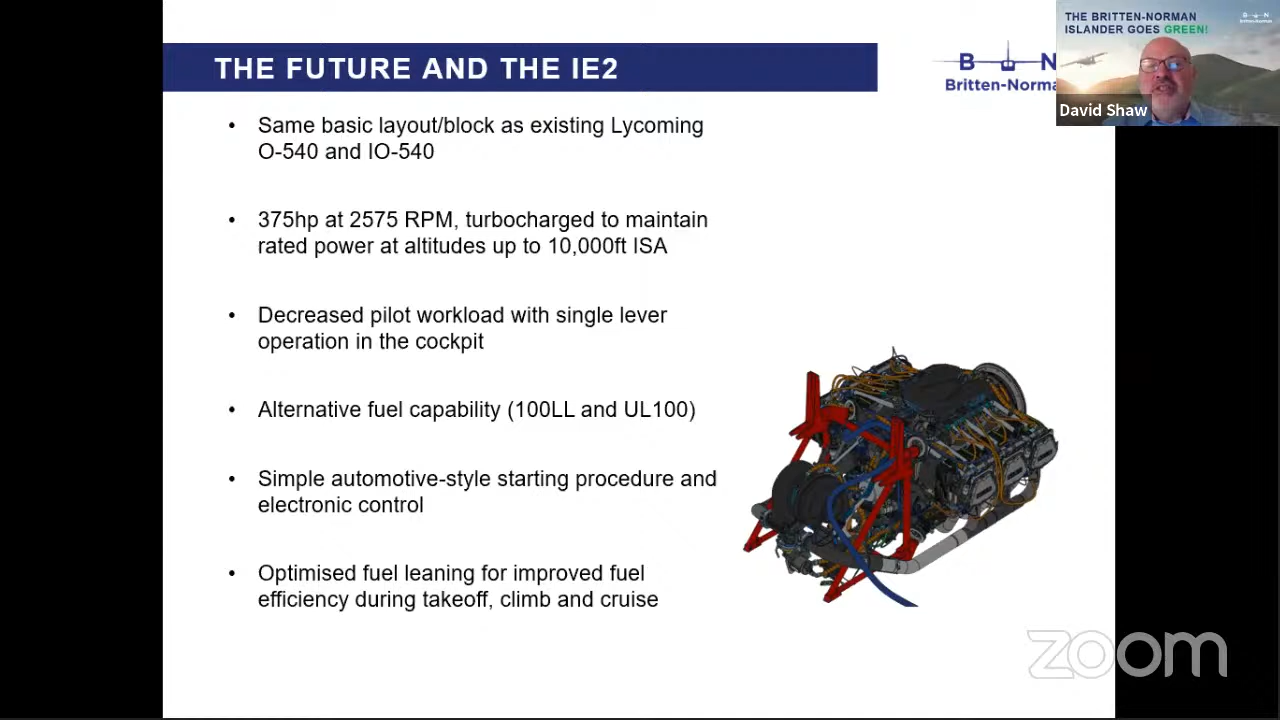 THE FUTURE AND THE IE2
B N
Britten-Norma
THE BRITTEN-NORMAN
ISLANDER GOES GREEN!
B N
Britten-Norman
David Shaw
• Same basic layout/block as existing Lycoming
O-540 and IO-540
• 375hp at 2575 RPM, turbocharged to maintain
rated power at altitudes up to 10,000ft ISA
• Decreased pilot workload with single lever
operation in the cockpit
• Alternative fuel capability (100LL and UL100)
• Simple automotive-style starting procedure and
electronic control
• Optimised fuel leaning for improved fuel
efficiency during takeoff, climb and cruise
zoom